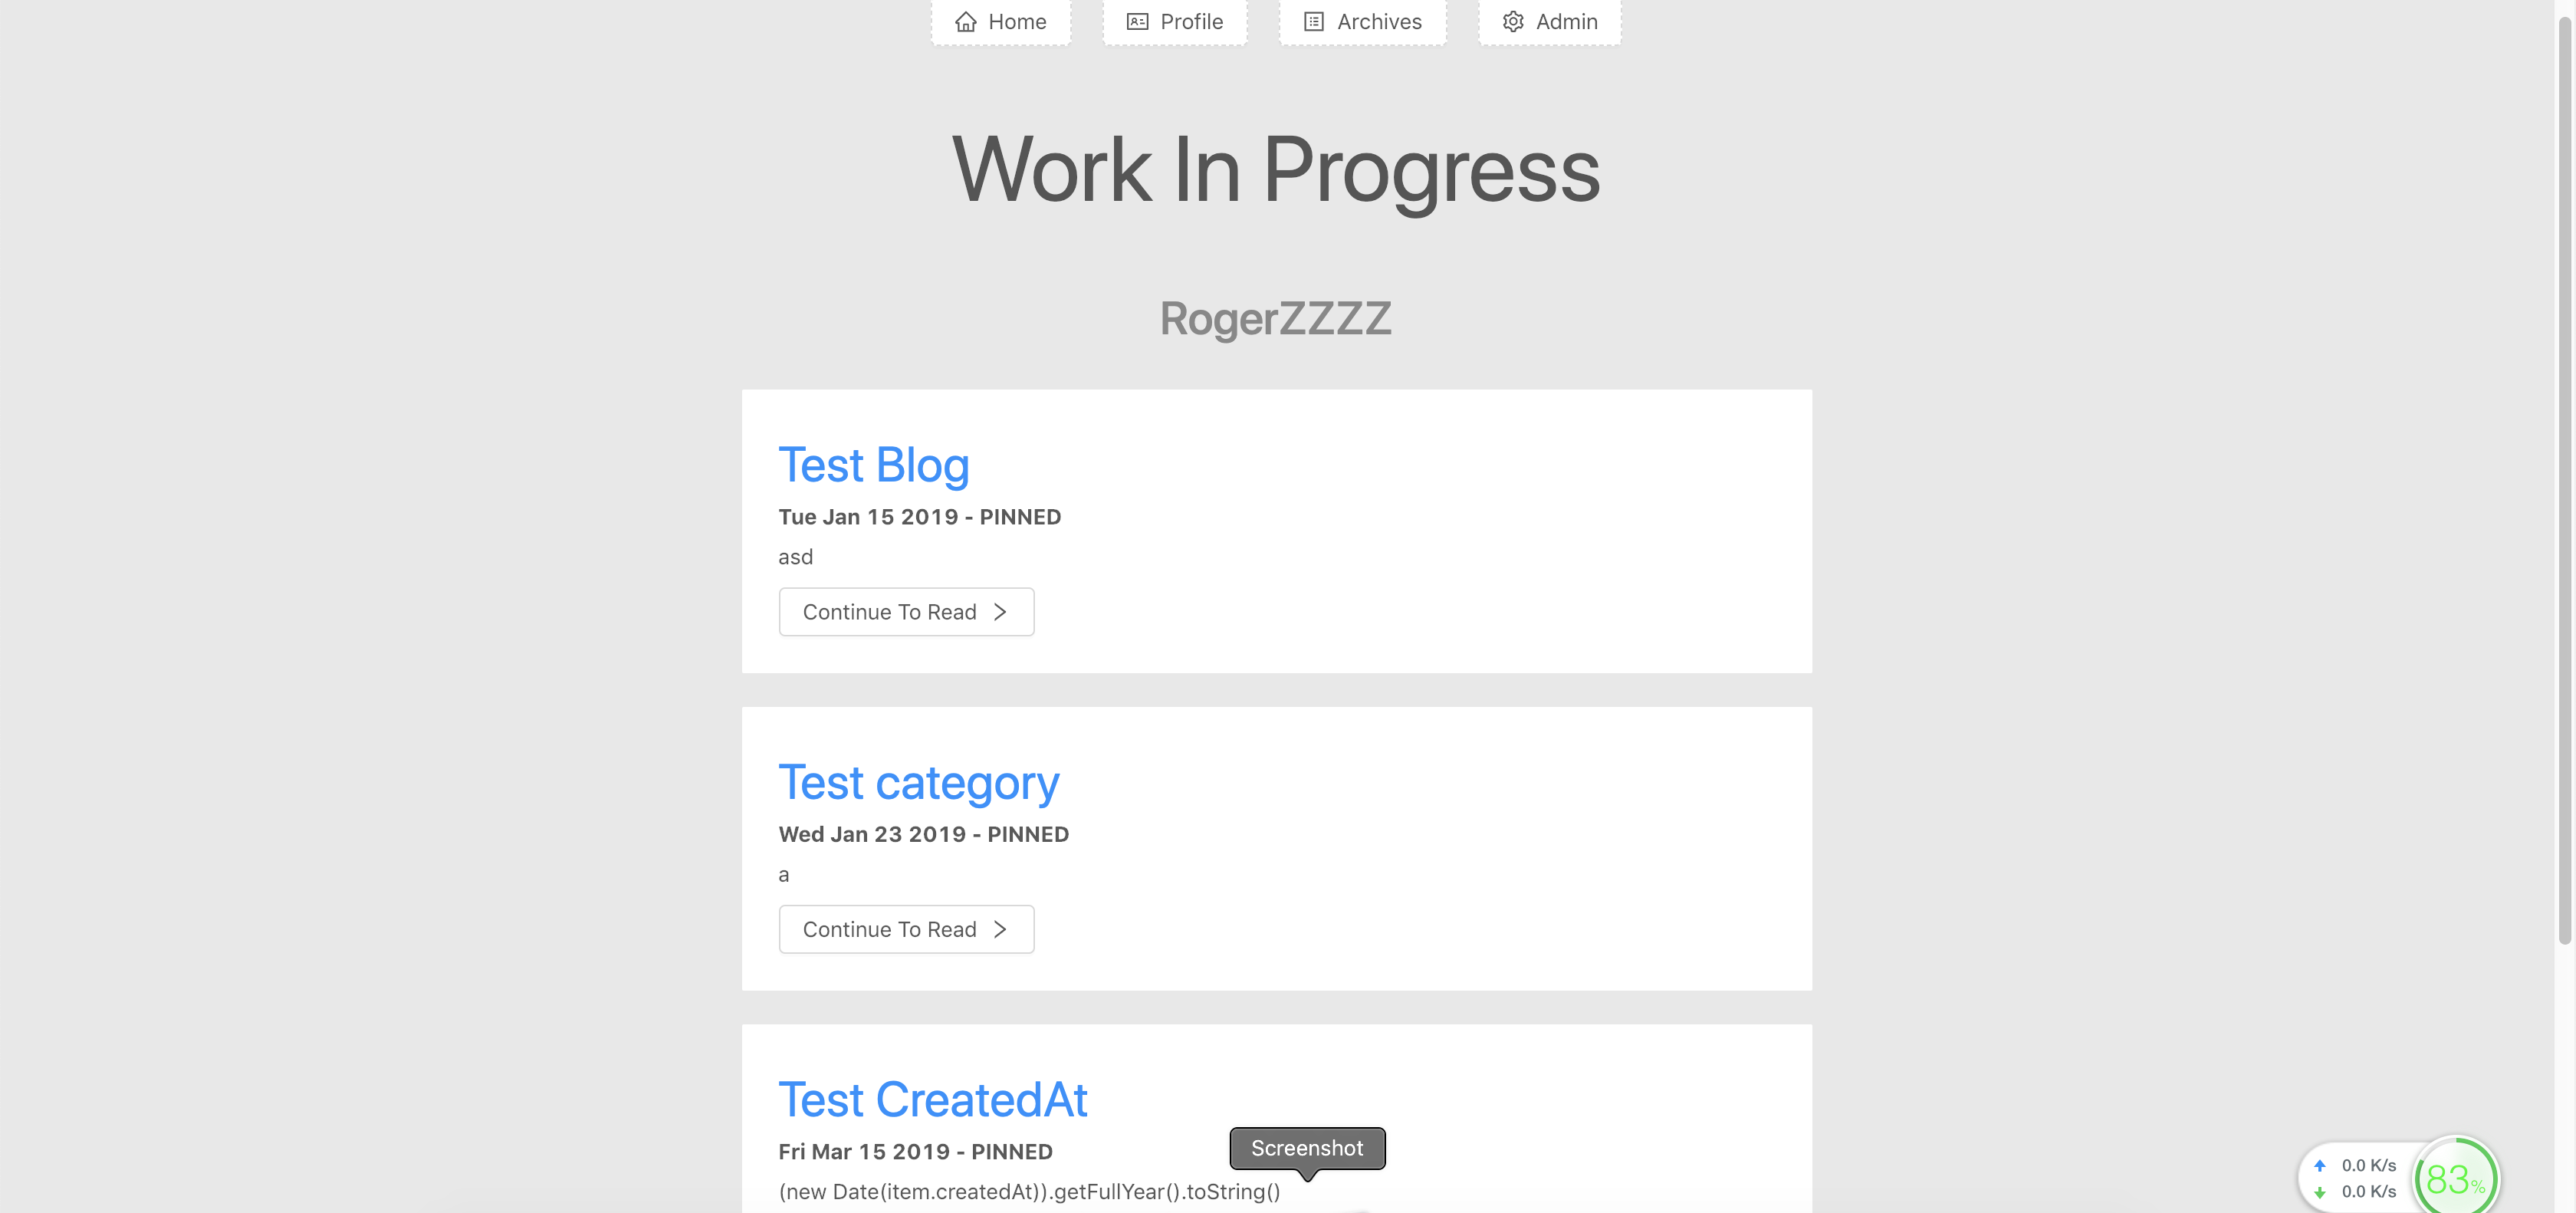 Home Profile Archives Admin
Work In Progress
RogerZZZZ
Test Blog
Tue Jan 15 2019 - PINNED
asd
Continue To Read
Test category
Wed Jan 23 2019 - PINNED
a
Continue To Read
Test CreatedAt
Fri Mar 15 2019 - PINNED
Screenshot
(new Date(item.createdAt)).getFullYear().toString()
0.0 K/s
0.0 K/s
83%